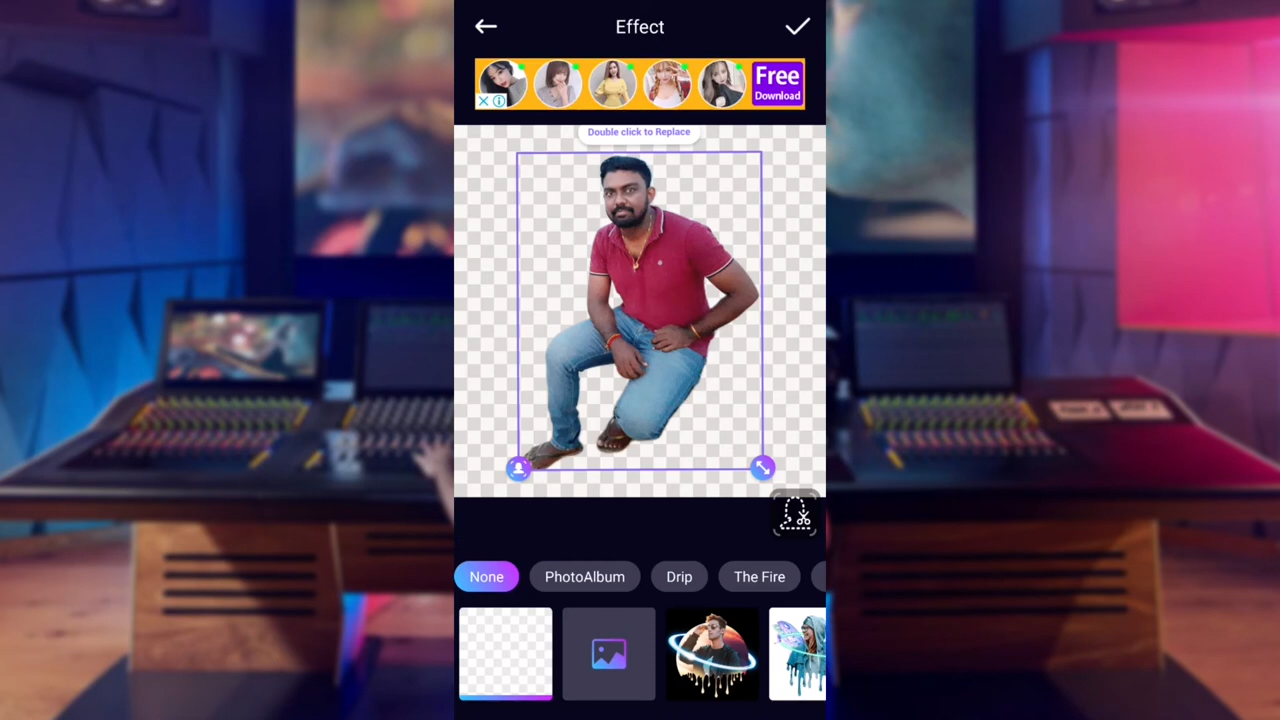 Effect
Free
Download
Double click to Replace
None
PhotoAlbum
Drip
The Fire